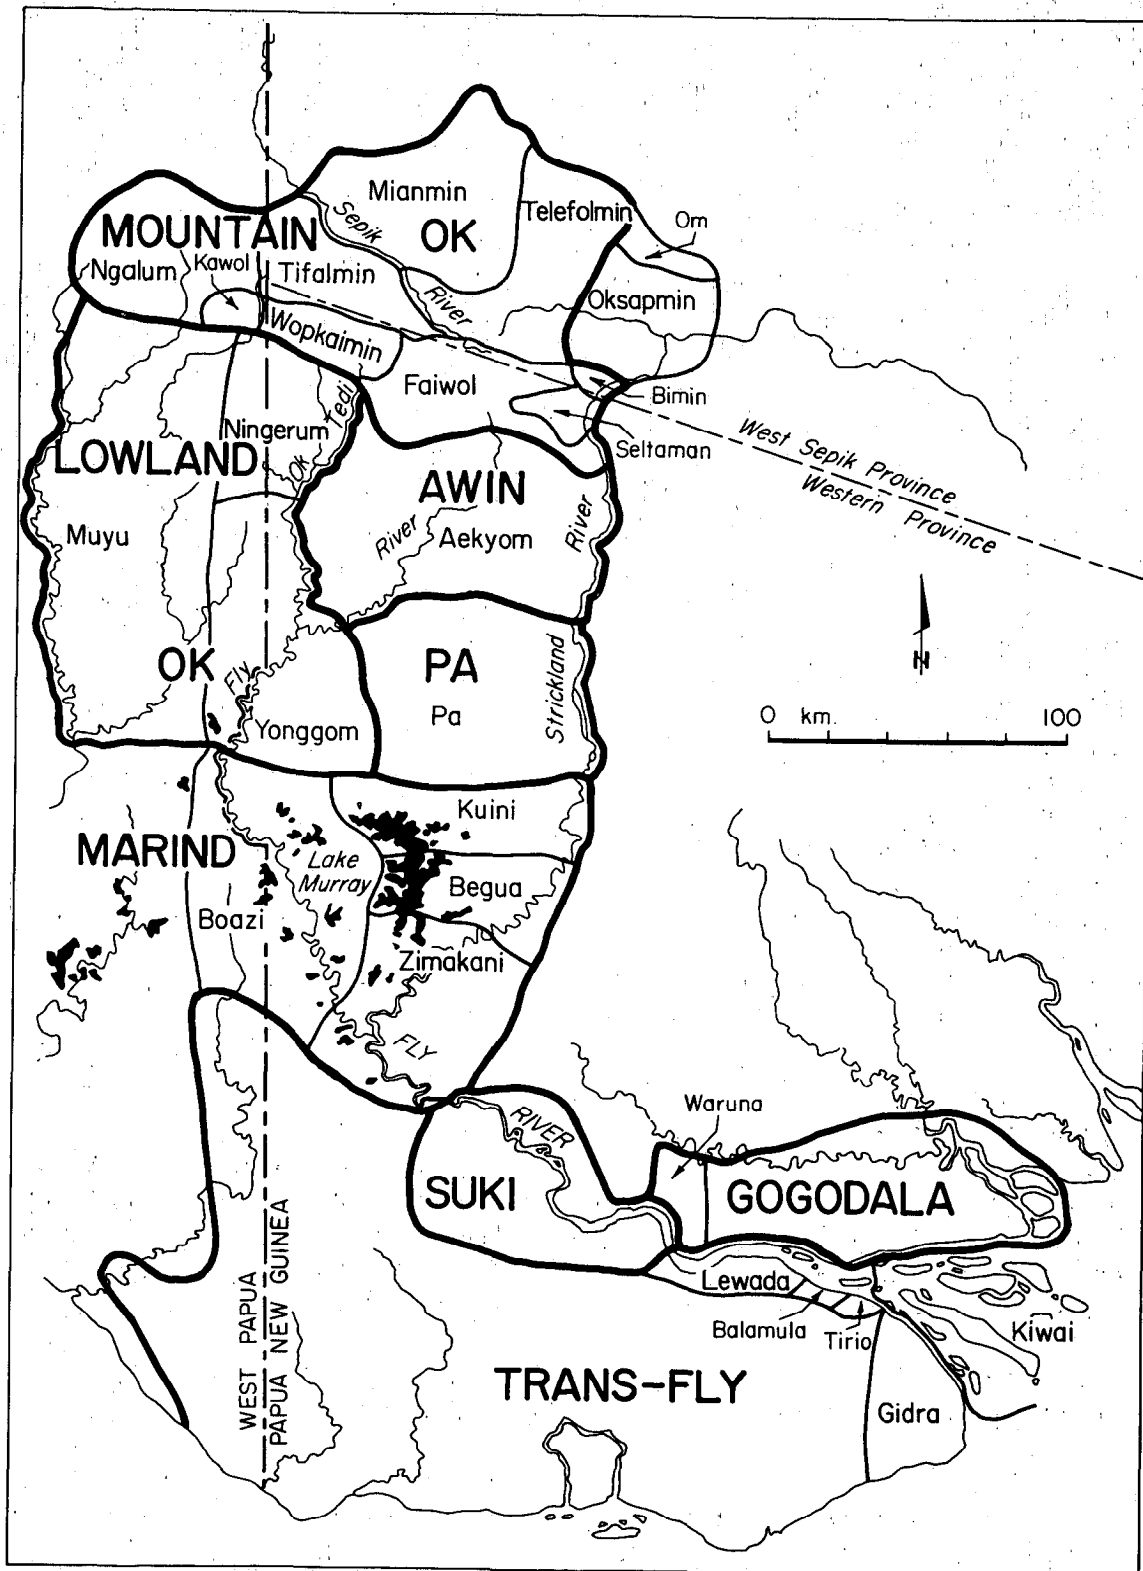 Mianmin
Sepik
Telefolmin
Om
MOUNTAIN
OK
Ngalum
Kawol
Tifalmin
River
Oksapmin
Wopkaimin
Faiwol
Bimin
Ok Tedi
Ningerum
Seltaman
West Sepik Province
Western Province
LOWLAND
AWIN
River
Aekyom
River
Muyu
N
OK
PA
Strickland
Fly
Pa
Yonggom
0 km. 100
Kuini
MARIND
Lake
Murray
Begua
Boazi
Zimakani
FLY
Waruna
RIVER
SUKI
GOGODALA
WEST PAPUA
PAPUA NEW GUINEA
Lewada
Balamula
Tirio
Kiwai
TRANS-FLY
Gidra